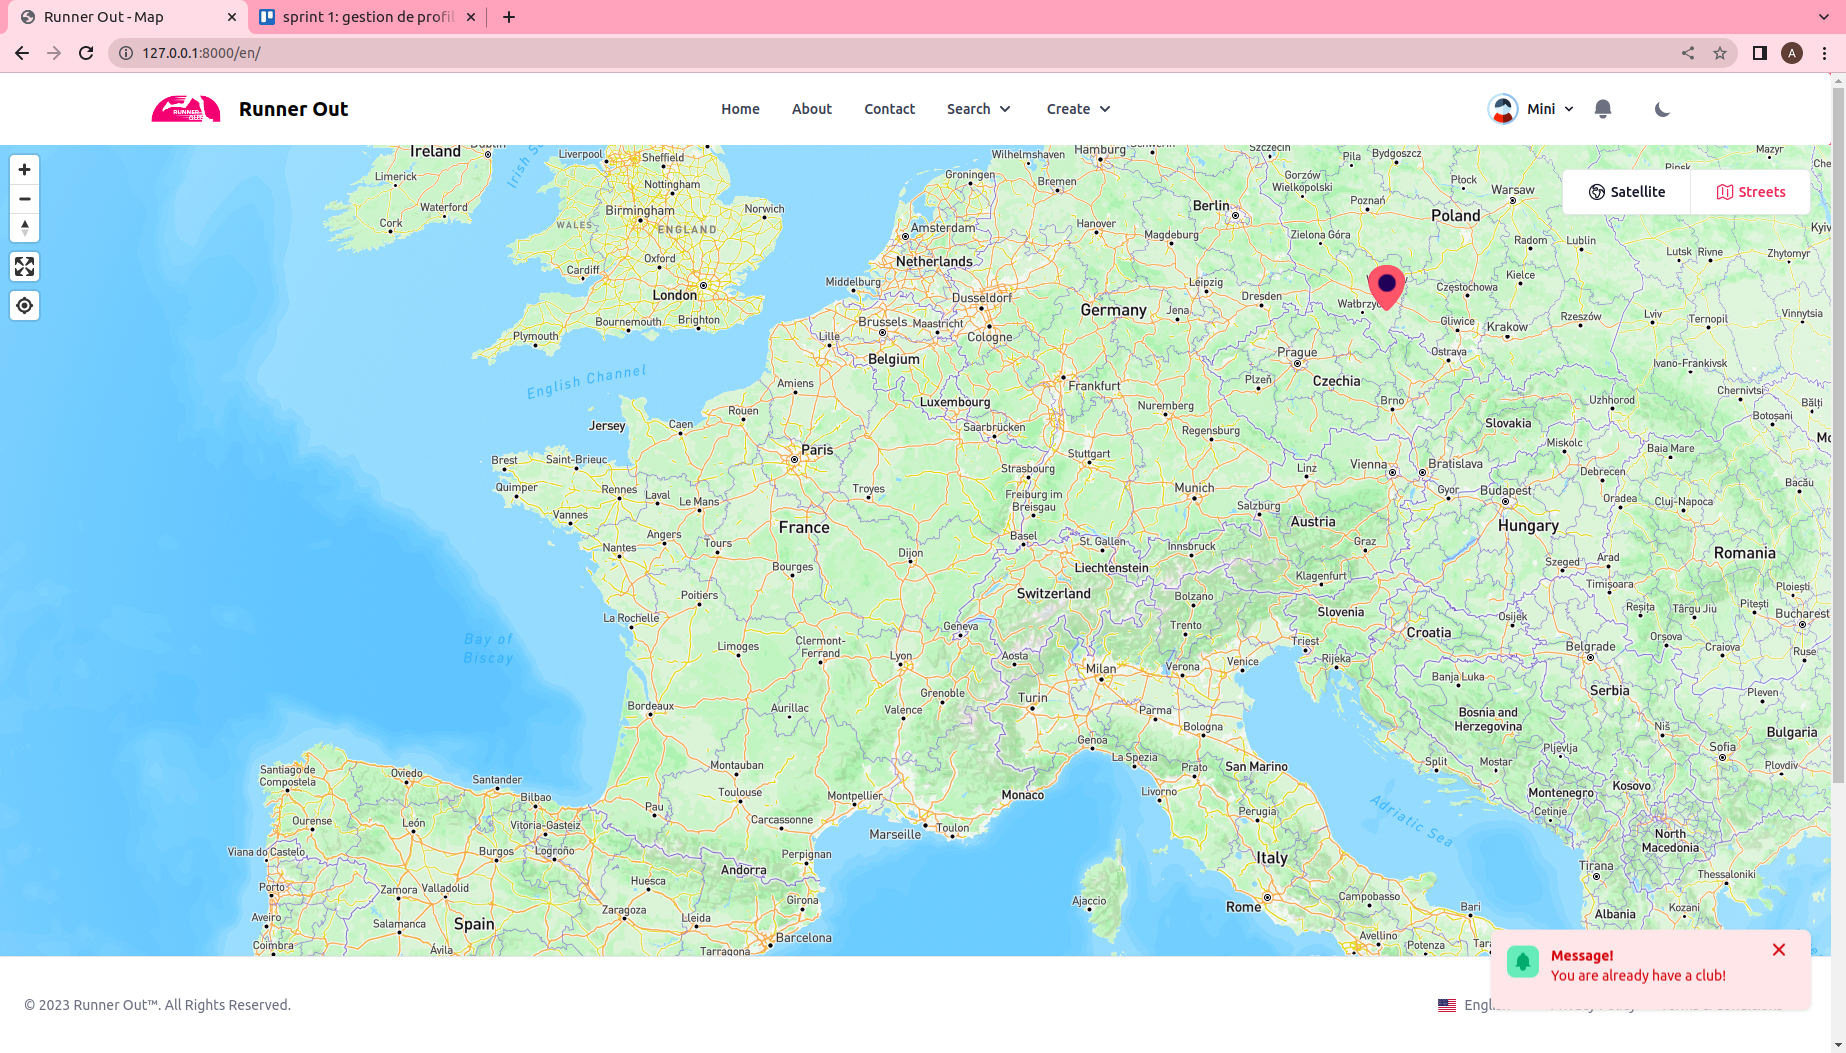 Runner Out - Map
sprint 1: gestion de profil
127.0.0.1:8000/en/
A
Runner Out
Home
About
Contact
Search
Create
Mini
Satellite
Streets
Ireland
Limerick
Waterford
Cork
Liverpool
Sheffield
Nottingham
Birmingham
Norwich
WALES
ENGLAND
Oxford
Cardiff
London
Bournemouth
Brighton
Plymouth
English Channel
Jersey
Wilhelmshaven
Hamburg
Groningen
Bremen
Amsterdam
Netherlands
Middelburg
Dusseldorf
Brussels
Maastricht
Cologne
Lille
Belgium
Amiens
Luxembourg
Rouen
Caen
Saarbrücken
Frankfurt
Hanover
Magdeburg
Berlin
Leipzig
Dresden
Germany
Jena
Szczecin
Pila
Bydgoszcz
Gorzów
Wielkopolski
Poznań
Płock
Warsaw
Poland
Zielona Góra
Radom
Lublin
Lutsk
Rivne
Zhytomyr
Kielce
Częstochowa
Gliwice
Krakow
Rzeszów
Lviv
Ternopil
Vinnytsia
Ostrava
Prague
Plzeň
Czechia
Brno
Ivano-Frankivsk
Chernivtsi
Uzhhorod
Bălți
Botoșani
Slovakia
Miskolc
Baia Mare
Nuremberg
Regensburg
Stuttgart
Strasbourg
Freiburg im
Breisgau
Munich
Linz
Vienna
Bratislava
Salzburg
Austria
Gyor
Budapest
Hungary
Debrecen
Oradea
Cluj-Napoca
Bacău
Paris
Brest
Saint-Brieuc
Quimper
Rennes
Laval
Le Mans
Troyes
Vannes
France
Angers
Nantes
Tours
Dijon
Bourges
Basel
St. Gallen
Liechtenstein
Innsbruck
Graz
Klagenfurt
Switzerland
Bolzano
Slovenia
Szeged
Arad
Timișoara
Romania
Ploiești
Reșița
Târgu Jiu
Pitești
Bucharest
Poitiers
La Rochelle
Geneva
Trento
Triest
Croatia
Osijek
Orșova
Bay of
Biscay
Limoges
Clermont-
Ferrand
Lyon
Aosta
Milan
Verona
Venice
Rijeka
Belgrade
Craiova
Ruse
Banja Luka
Serbia
Pleven
Grenoble
Turin
Bordeaux
Aurillac
Valence
Parma
Bologna
Bosnia and
Herzegovina
Niš
Bulgaria
Genoa
La Spezia
Prato
San Marino
Split
Mostar
Pljevlja
Sofia
Plovdiv
Santiago de
Compostela
Oviedo
Santander
Bilbao
Montauban
Toulouse
Montpellier
Monaco
Livorno
Montenegro
Kosovo
Cetinje
Adriatic Sea
Pau
Carcassonne
Marseille
Toulon
Perugia
North
Macedonia
Ourense
León
Vitoria-Gasteiz
Logroño
Burgos
Viana do Castelo
Perpignan
Andorra
Italy
Tirana
Thessaloniki
Porto
Zamora
Valladolid
Huesca
Girona
Ajaccio
Rome
Campobasso
Bari
Kozani
Albania
Aveiro
Salamanca
Spain
Zaragoza
Lleida
Barcelona
Avellino
Potenza
Coimbra
Ávila
Tarragona
Message!
You are already have a club!
© 2023 Runner Out™. All Rights Reserved.